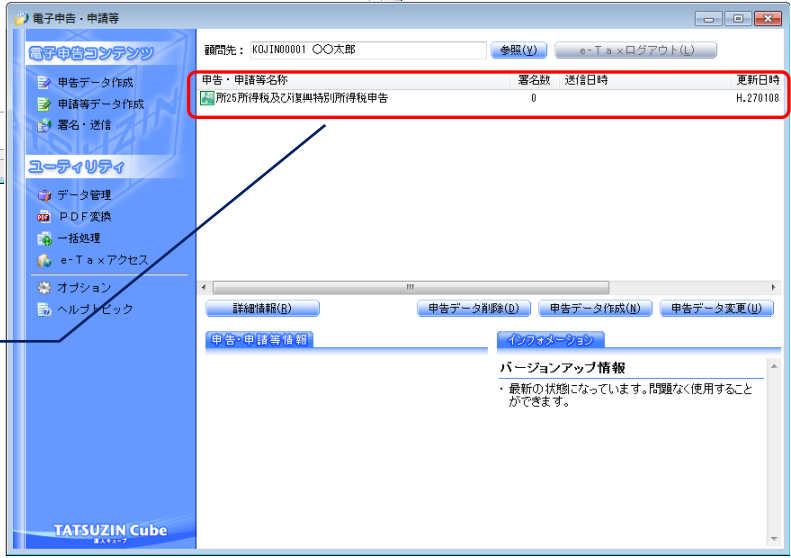 電子申告・申請等
電子申告コンテンツ
申告データ作成
申請等データ作成
署名・送信
ユーティリティ
データ管理
PDF変換
一括処理
e-Taxアクセス
オプション
ヘルプトピック
TATSUZIN Cube
達人キューブ
顧問先： KOJIN00001 〇〇太郎 参照(V) e-Taxログアウト(L)
申告・申請等名称 署名数 送信日時 更新日時
所25所得税及び復興特別所得税申告 0 H.270108
詳細情報(R) 申告データ削除(D) 申告データ作成(N) 申告データ変更(U)
申告・申請等情報
インフォメーション
バージョンアップ情報
・最新の状態になっています。問題なく使用すること
ができます。